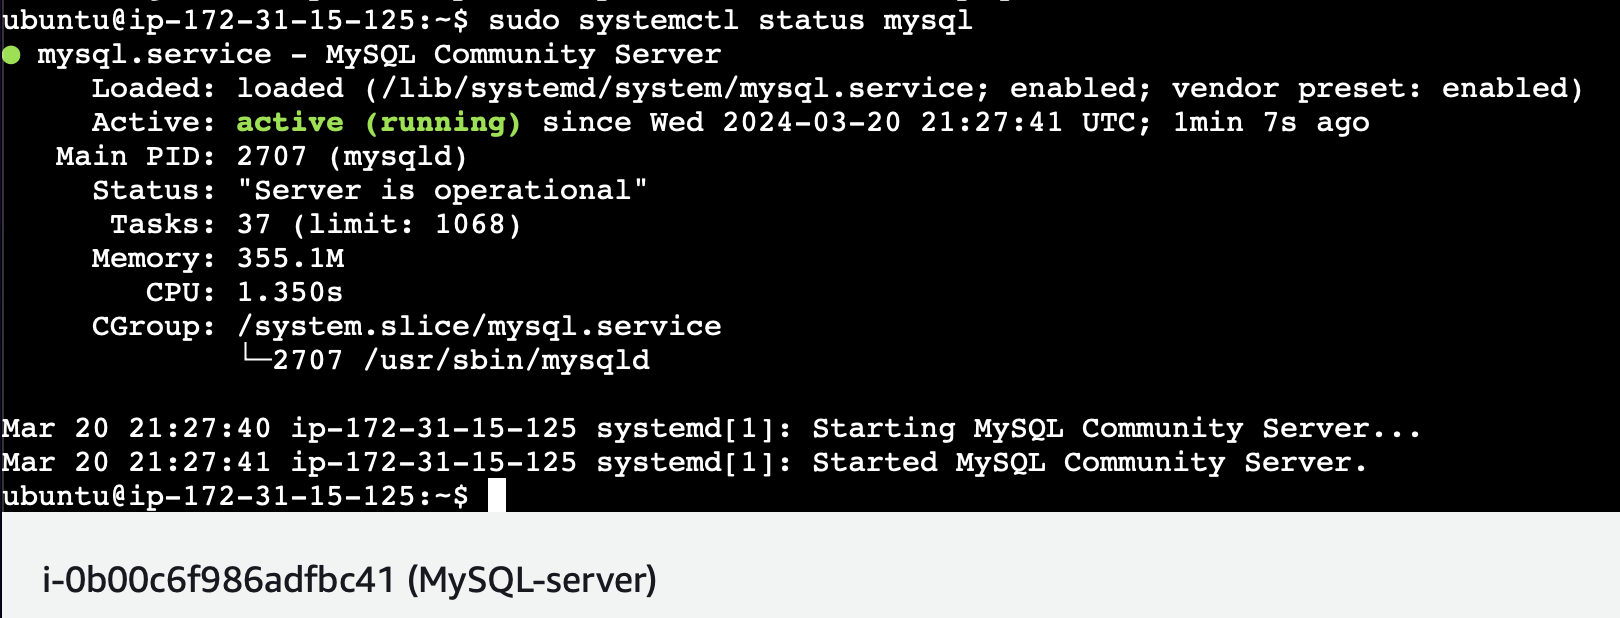 ubuntu@ip-172-31-15-125:~$ sudo systemctl status mysql
● mysql.service - MySQL Community Server
Loaded: loaded (/lib/systemd/system/mysql.service; enabled; vendor preset: enabled)
Active: active (running) since Wed 2024-03-20 21:27:41 UTC; 1min 7s ago
Main PID: 2707 (mysqld)
Status: "Server is operational"
Tasks: 37 (limit: 1068)
Memory: 355.1M
CPU: 1.350s
CGroup: /system.slice/mysql.service
└─2707 /usr/sbin/mysqld
Mar 20 21:27:40 ip-172-31-15-125 systemd[1]: Starting MySQL Community Server...
Mar 20 21:27:41 ip-172-31-15-125 systemd[1]: Started MySQL Community Server.
ubuntu@ip-172-31-15-125:~$
i-0b00c6f986adfbc41 (MySQL-server)